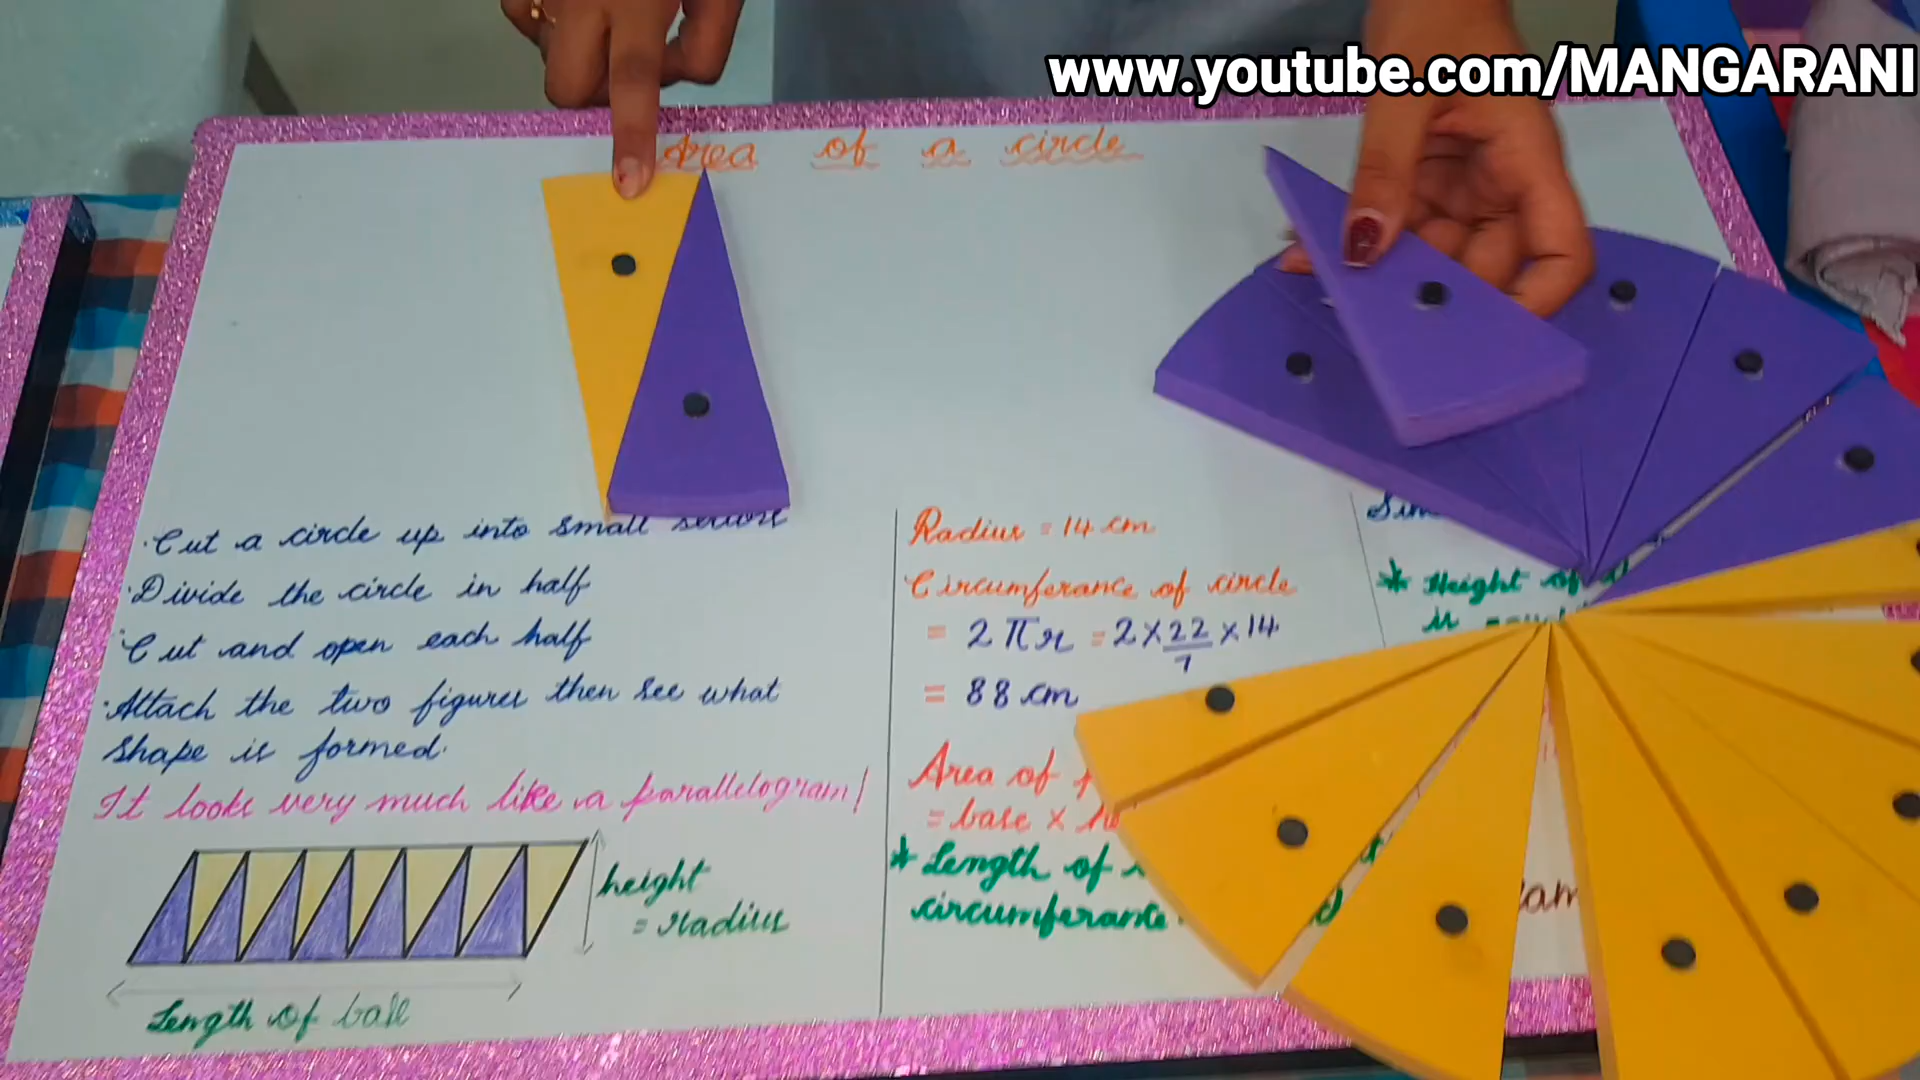 www.youtube.com/MANGARANI
Area of a circle
· Cut a circle up into small sectors
· Divide the circle in half
· Cut and open each half
· Attach the two figures then see what
shape is formed.
It looks very much like a parallelogram!
height
= radius
Length of base
Radius = 14 cm
Circumferance of circle
= 2πr = 2 × 22/7 × 14
= 88 cm
Area of
= base ×
* Length of
circumferance
* Height of
is